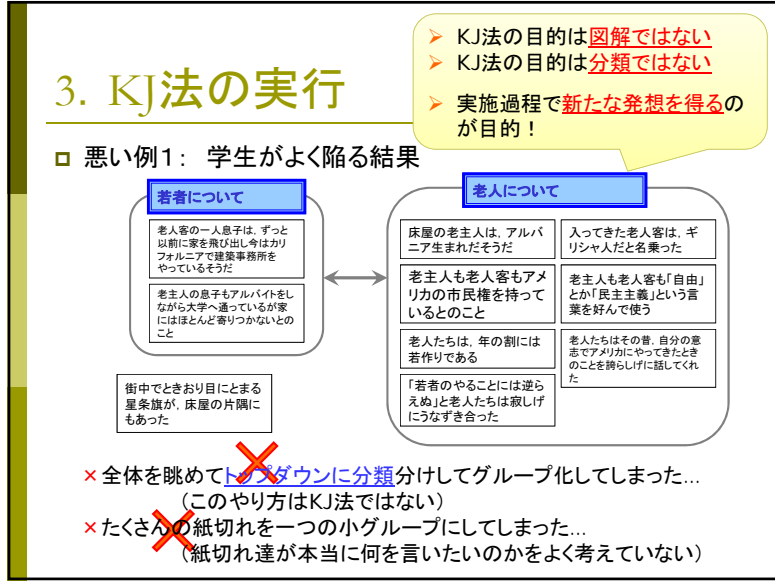 3. KJ法の実行
➢ KJ法の目的は図解ではない
➢ KJ法の目的は分類ではない
➢ 実施過程で新たな発想を得るの
が目的！
悪い例1： 学生がよく陥る結果
若者について
老人客の一人息子は，ずっと
以前に家を飛び出し今はカリ
フォルニアで建築事務所を
やっているそうだ
老主人の息子もアルバイトをし
ながら大学へ通っているが家
にはほとんど寄りつかないとの
こと
老人について
床屋の老主人は，アルバ
ニア生まれだそうだ
入ってきた老人客は，ギ
リシャ人だと名乗った
老主人も老人客もアメ
リカの市民権を持って
いるとのこと
老主人も老人客も「自由」
とか「民主主義」という言
葉を好んで使う
老人たちは，年の割には
若作りである
老人たちはその昔，自分の意
志でアメリカにやってきたとき
のことを誇らしげに話してくれ
た
「若者のやることには逆ら
えぬ」と老人たちは寂しげ
にうなずき合った
街中でときおり目にとまる
星条旗が，床屋の片隅に
もあった
×全体を眺めてトップダウンに分類分けしてグループ化してしまった…
（このやり方はKJ法ではない）
×たくさんの紙切れを一つの小グループにしてしまった…
（紙切れ達が本当に何を言いたいのかをよく考えていない）